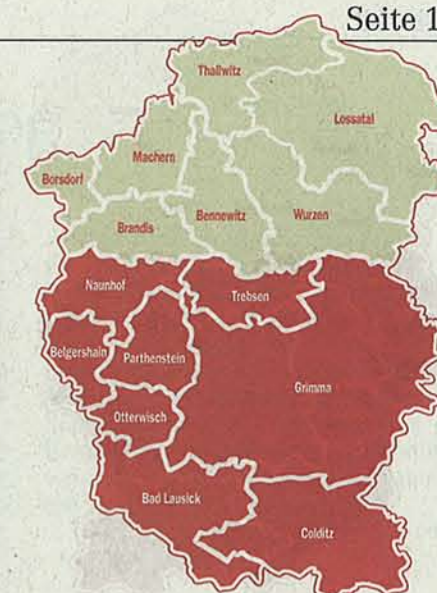 Seite 1
Thallwitz
Lossatal
Machern
Borsdorf
Bennewitz
Wurzen
Brandis
Naunhof
Trebsen
Belgershain
Parthenstein
Grimma
Otterwisch
Bad Lausick
Colditz